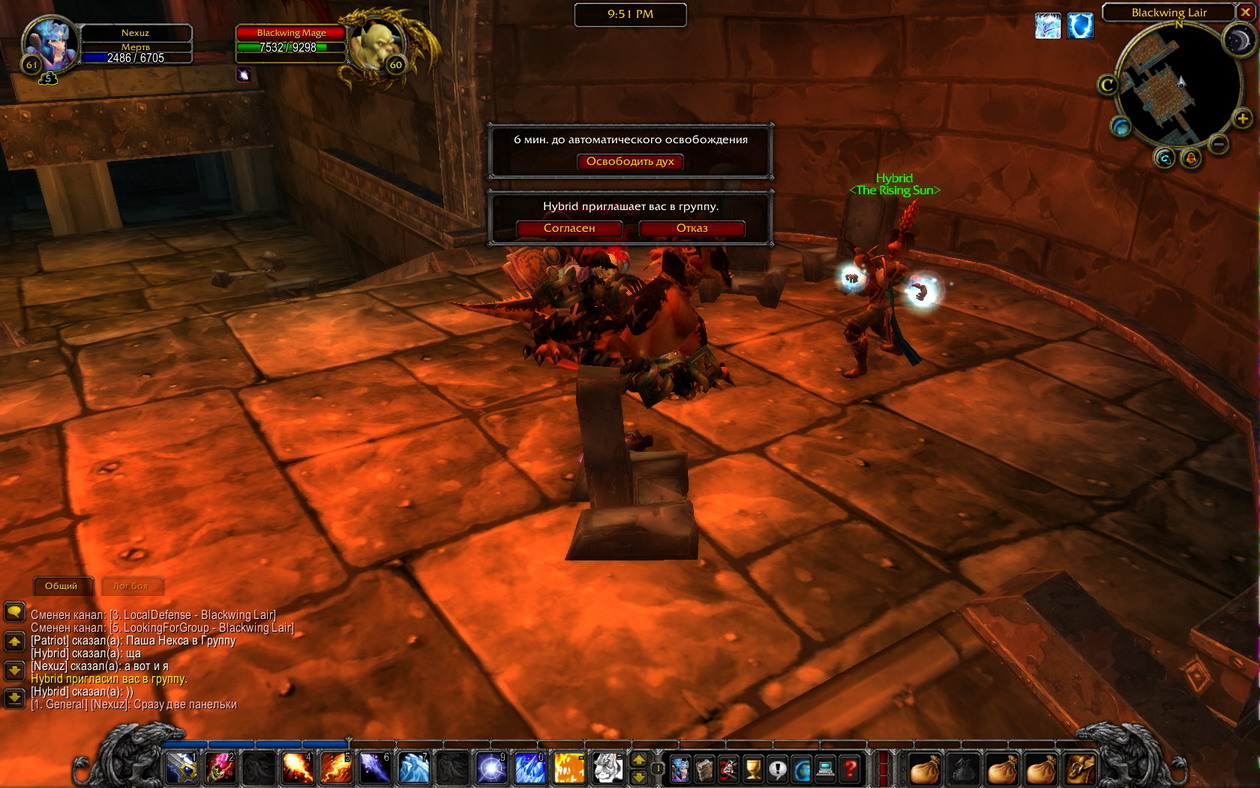 9:51 PM
Blackwing Lair
N
Nexuz
Мертв
2486 / 6705
61
5
Blackwing Mage
7532 / 9298
60
C
6 мин. до автоматического освобождения
Освободить дух
Hybrid приглашает вас в группу.
Согласен Отказ
Hybrid
<The Rising Sun>
Общий Лог боя
Сменен канал: [3. LocalDefense - Blackwing Lair]
Сменен канал: [5. LookingForGroup - Blackwing Lair]
[Patriot] сказал(а): Паша Некса в Группу
[Hybrid] сказал(а): ща
[Nexuz] сказал(а): а вот и я
Hybrid пригласил вас в группу.
[Hybrid] сказал(а): ))
[1. General] [Nexuz]: Сразу две панельки